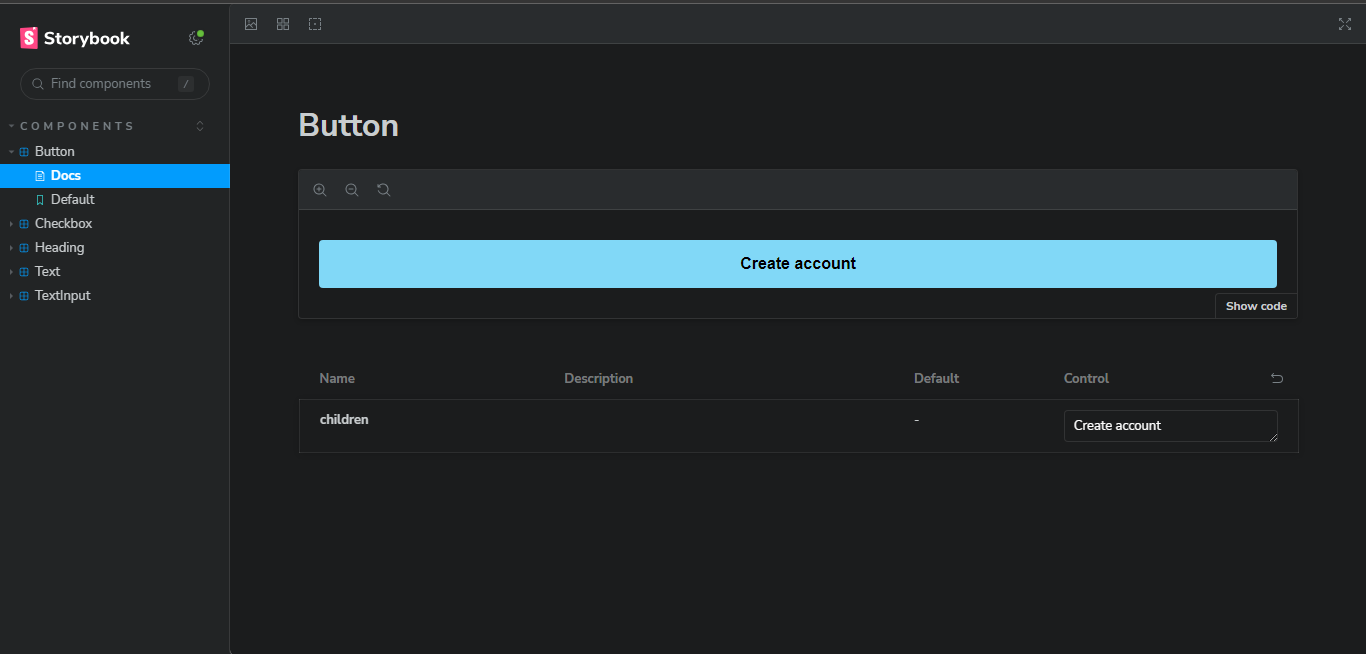 Storybook
Find components /
COMPONENTS
Button
Docs
Default
Checkbox
Heading
Text
TextInput
Button
Create account
Show code
Name Description Default Control
children - Create account